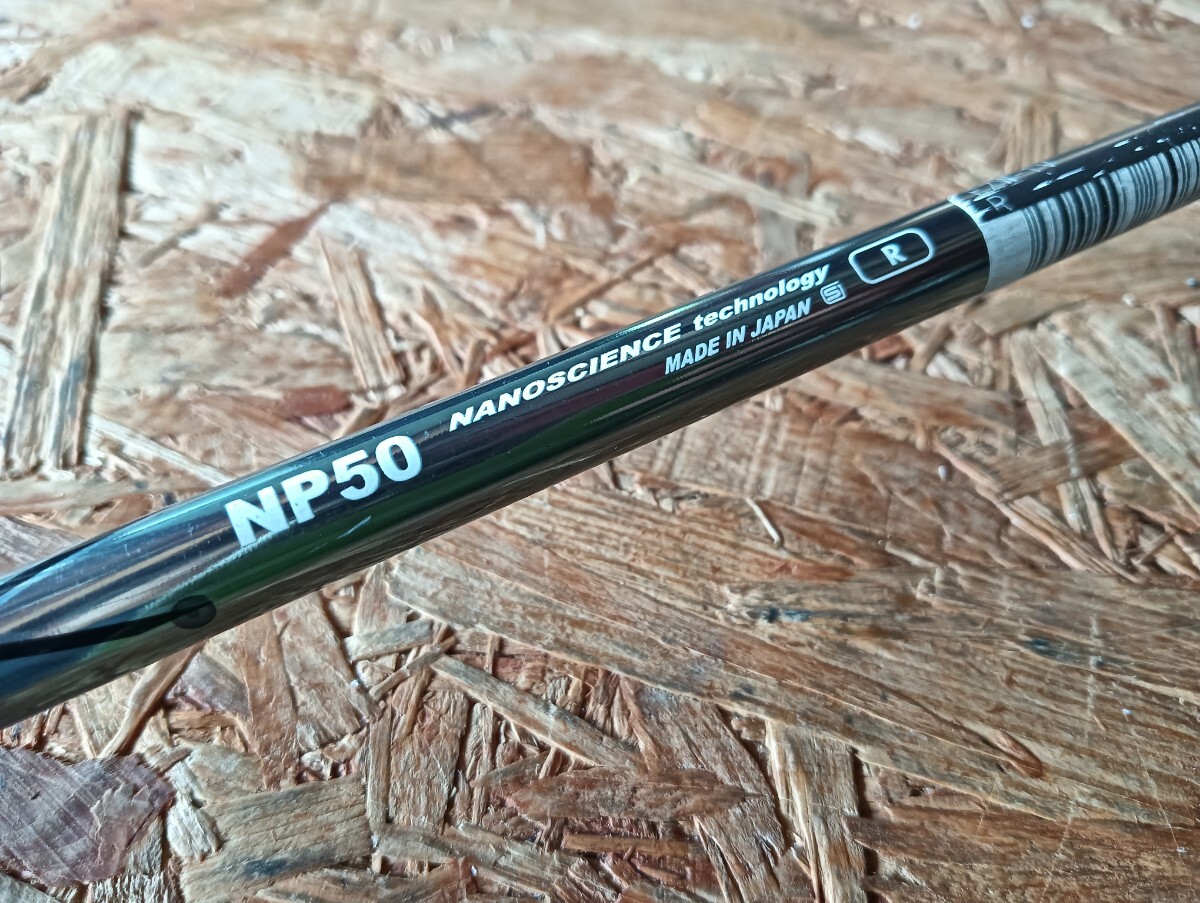 NP50 NANOSCIENCE technology R
MADE IN JAPAN S
R